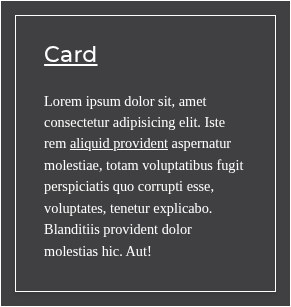 Card
Lorem ipsum dolor sit, amet
consectetur adipisicing elit. Iste
rem aliquid provident aspernatur
molestiae, totam voluptatibus fugit
perspiciatis quo corrupti esse,
voluptates, tenetur explicabo.
Blanditiis provident dolor
molestias hic. Aut!